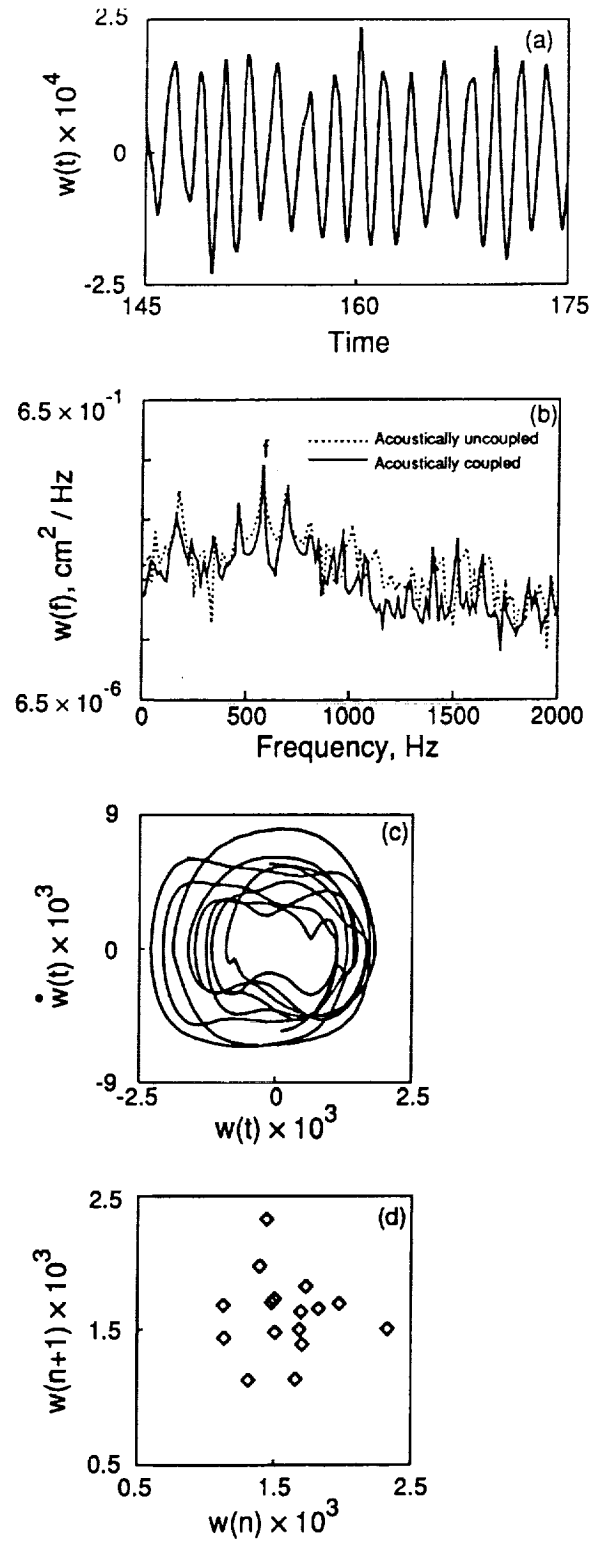 2.5
(a)
w(t) × 10⁴
0
-2.5
145
160
175
Time
6.5 × 10⁻¹
(b)
f
Acoustically uncoupled
Acoustically coupled
w(f), cm² / Hz
6.5 × 10⁻⁶
0
500
1000
1500
2000
Frequency, Hz
9
(c)
ẇ(t) × 10³
0
-9
-2.5
0
2.5
w(t) × 10³
2.5
(d)
w(n+1) × 10³
1.5
0.5
0.5
1.5
2.5
w(n) × 10³